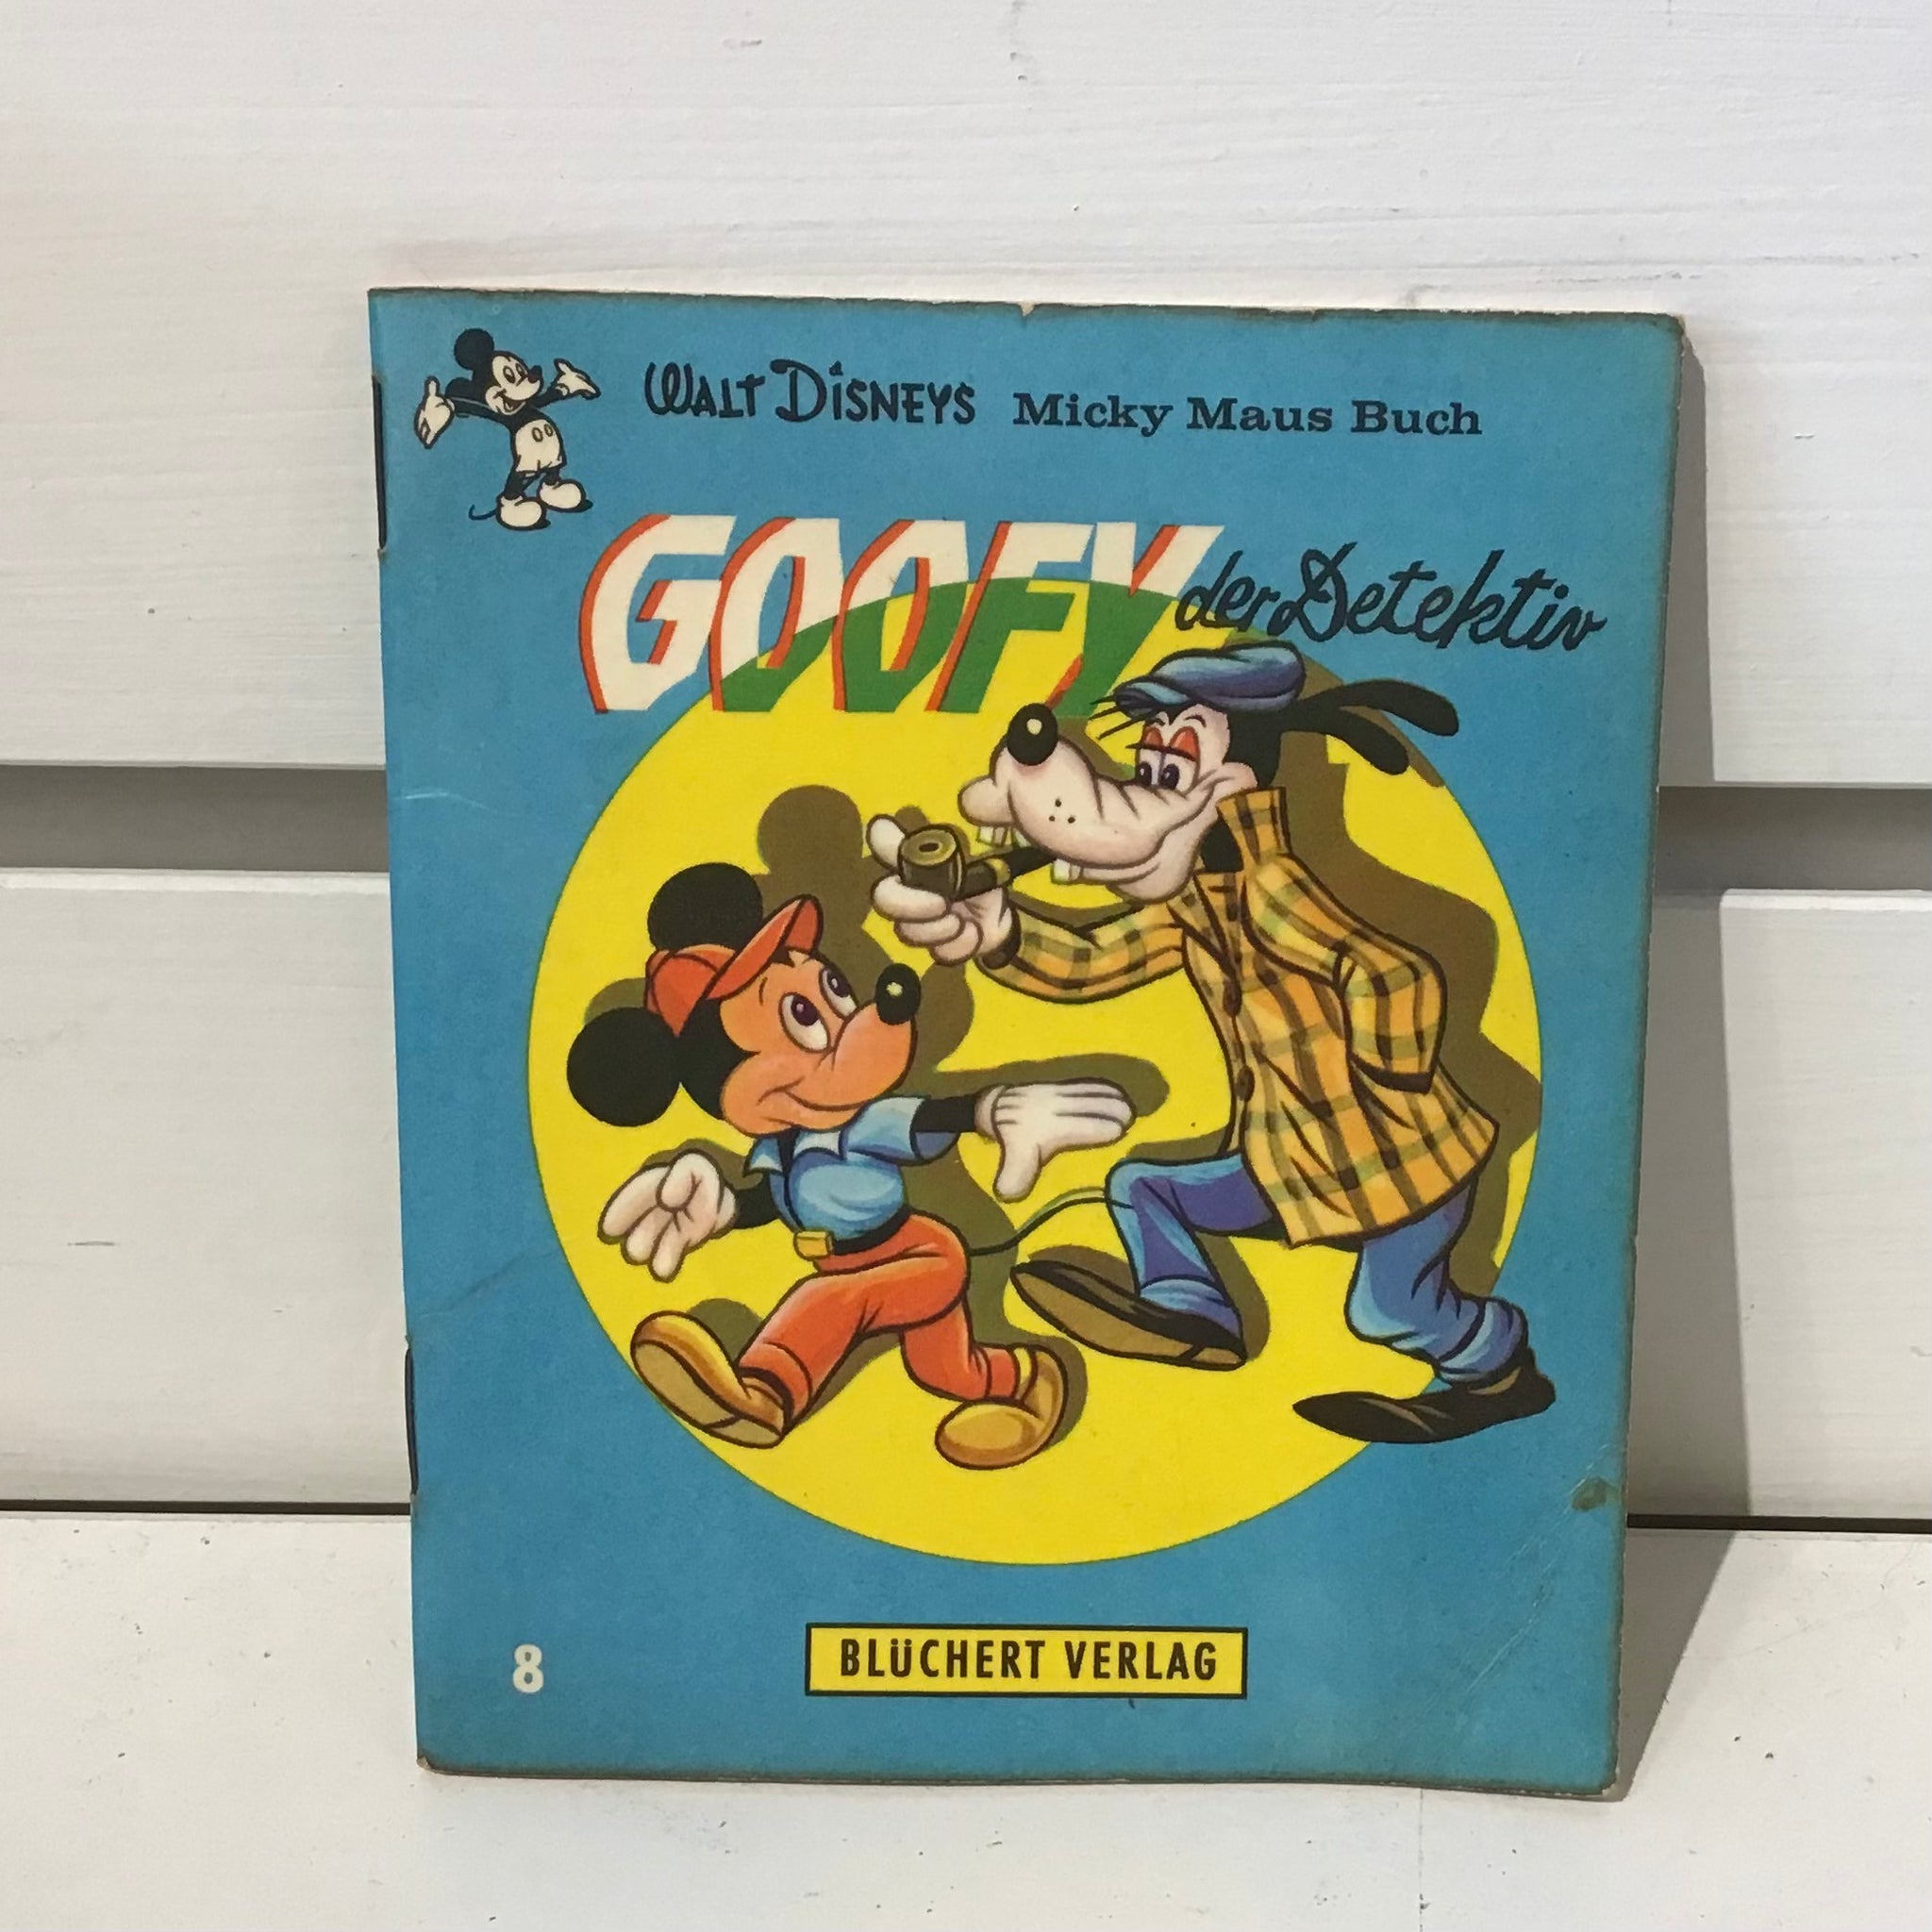 WALT DISNEYS Micky Maus Buch
GOOFY der Detektiv
8
BLÜCHERT VERLAG